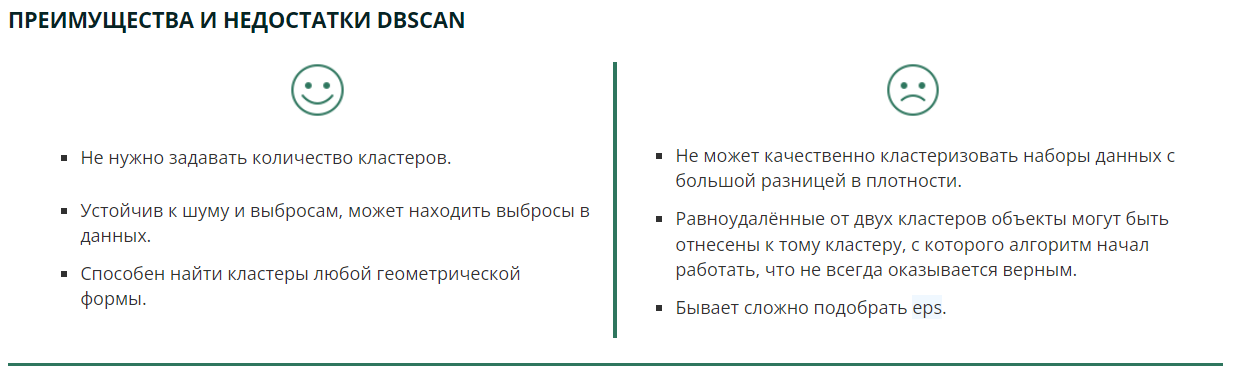 ПРЕИМУЩЕСТВА И НЕДОСТАТКИ DBSCAN
Не нужно задавать количество кластеров.
Устойчив к шуму и выбросам, может находить выбросы в
данных.
Способен найти кластеры любой геометрической
формы.
Не может качественно кластеризовать наборы данных с
большой разницей в плотности.
Равноудалённые от двух кластеров объекты могут быть
отнесены к тому кластеру, с которого алгоритм начал
работать, что не всегда оказывается верным.
Бывает сложно подобрать eps.